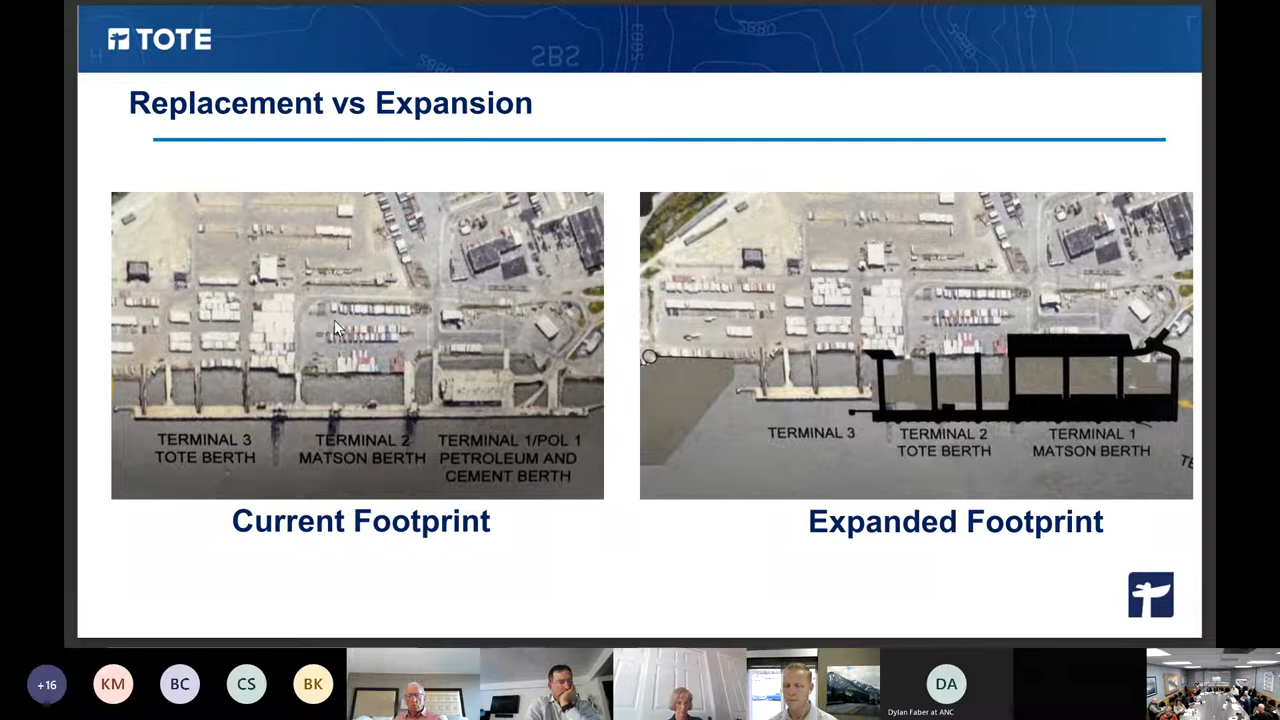 TOTE
Replacement vs Expansion
TERMINAL 3
TOTE BERTH
TERMINAL 2
MATSON BERTH
TERMINAL 1/POL 1
PETROLEUM AND
CEMENT BERTH
TERMINAL 3
TERMINAL 2
TOTE BERTH
TERMINAL 1
MATSON BERTH
Current Footprint
Expanded Footprint
+16
KM
BC
CS
BK
DA
Dylan Faber at ANC